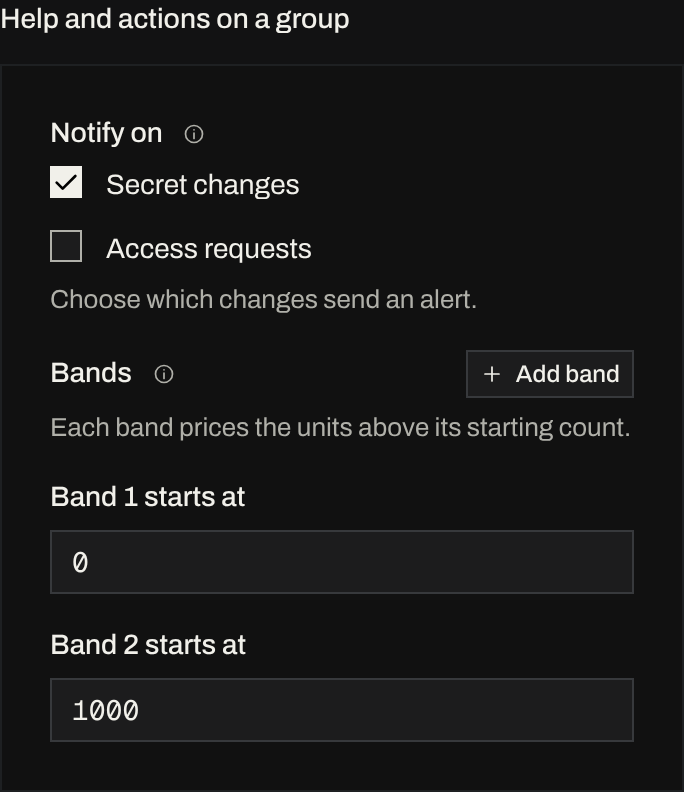 Help and actions on a group
Notify on
Secret changes
Access requests
Choose which changes send an alert.
Bands
Add band
Each band prices the units above its starting count.
Band 1 starts at
0
Band 2 starts at
1000